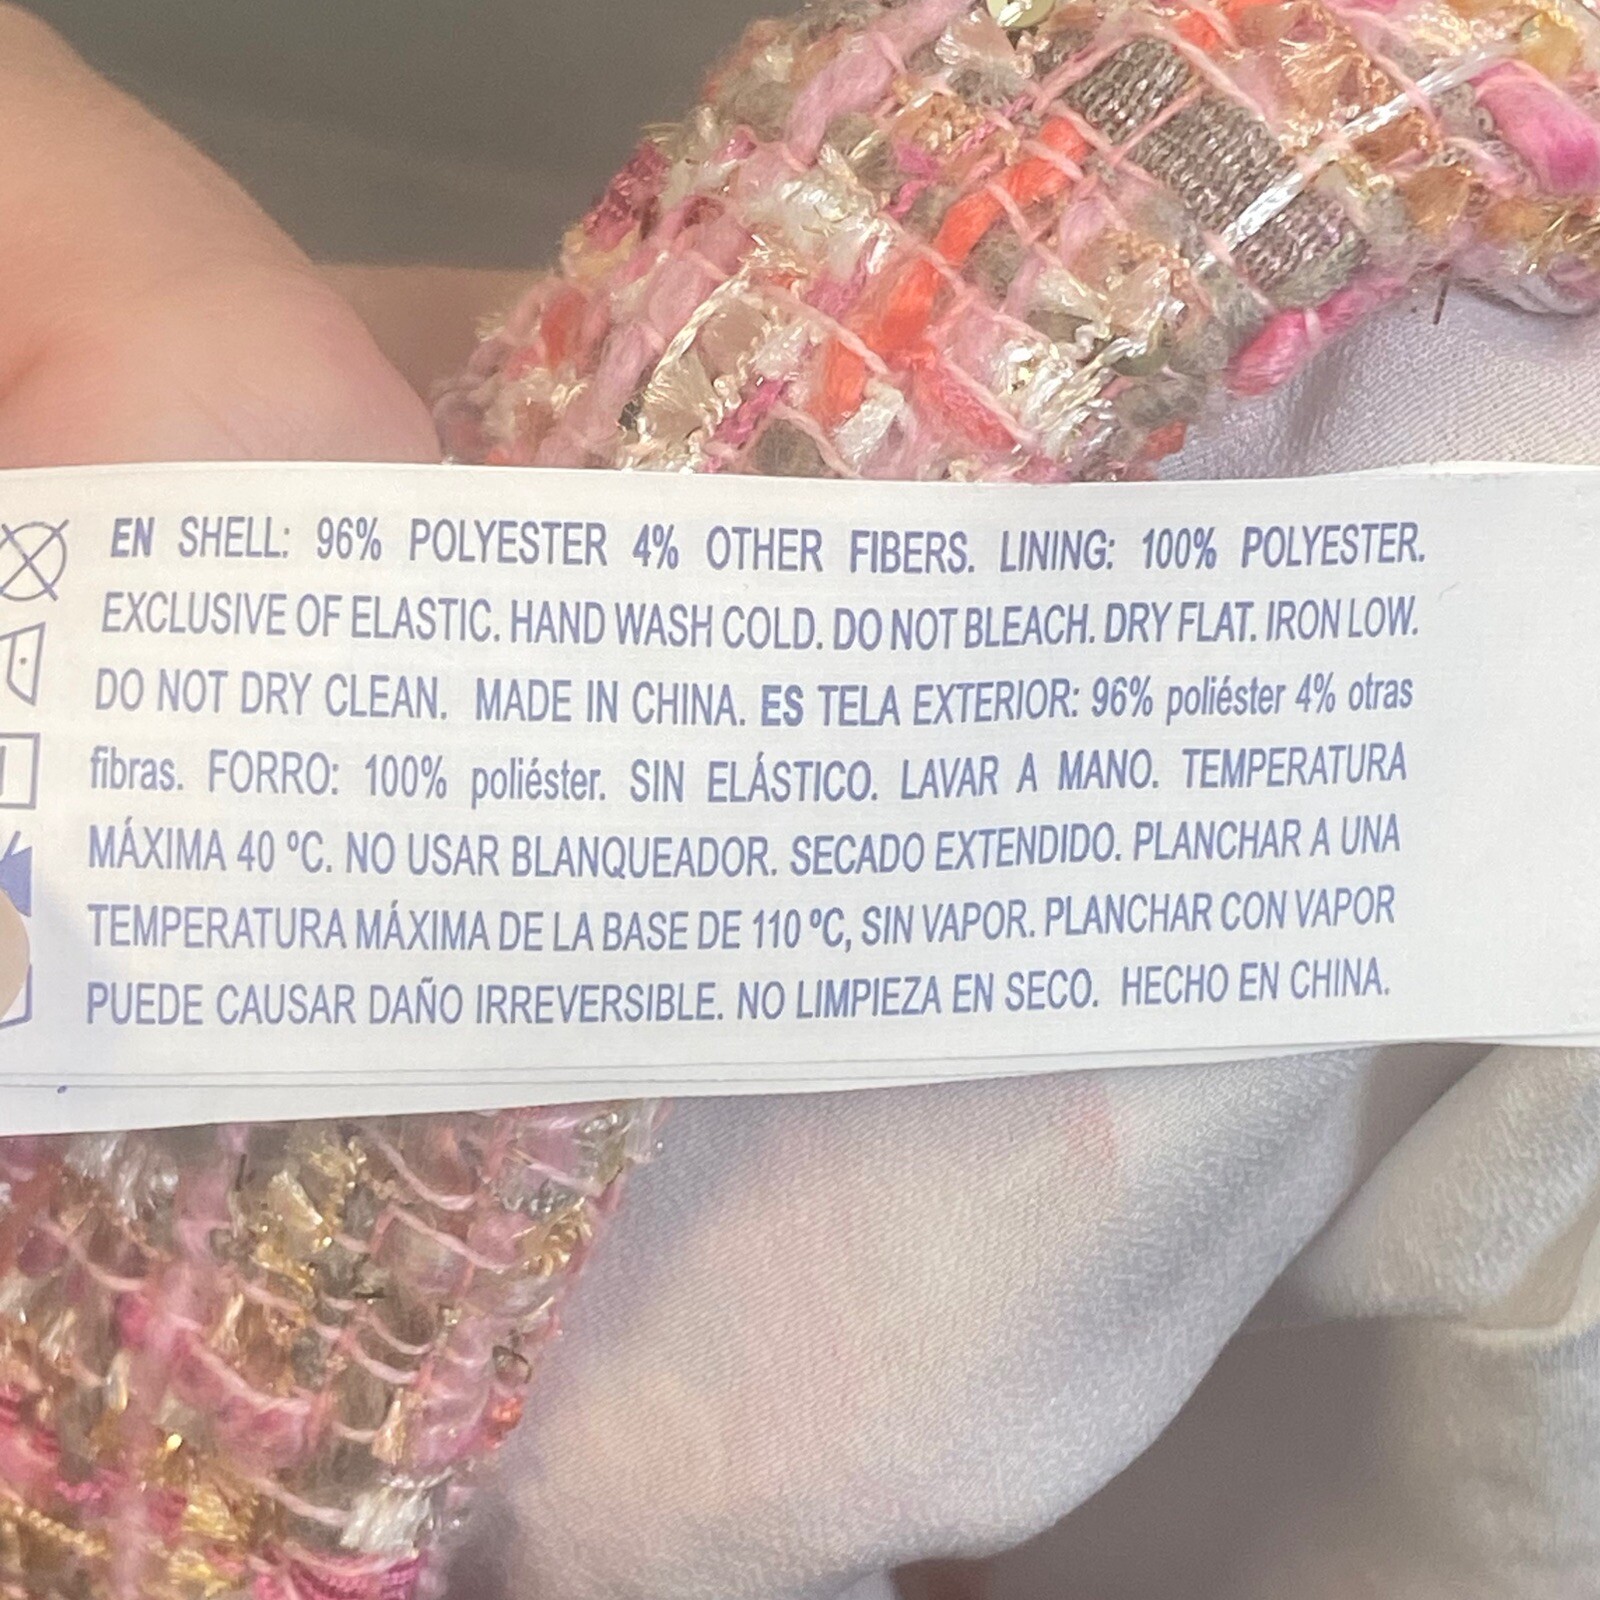 EN SHELL: 96% POLYESTER 4% OTHER FIBERS. LINING: 100% POLYESTER.
EXCLUSIVE OF ELASTIC. HAND WASH COLD. DO NOT BLEACH. DRY FLAT. IRON LOW.
DO NOT DRY CLEAN. MADE IN CHINA. ES TELA EXTERIOR: 96% poliéster 4% otras
fibras. FORRO: 100% poliéster. SIN ELÁSTICO. LAVAR A MANO. TEMPERATURA
MÁXIMA 40 ºC. NO USAR BLANQUEADOR. SECADO EXTENDIDO. PLANCHAR A UNA
TEMPERATURA MÁXIMA DE LA BASE DE 110 ºC, SIN VAPOR. PLANCHAR CON VAPOR
PUEDE CAUSAR DAÑO IRREVERSIBLE. NO LIMPIEZA EN SECO. HECHO EN CHINA.